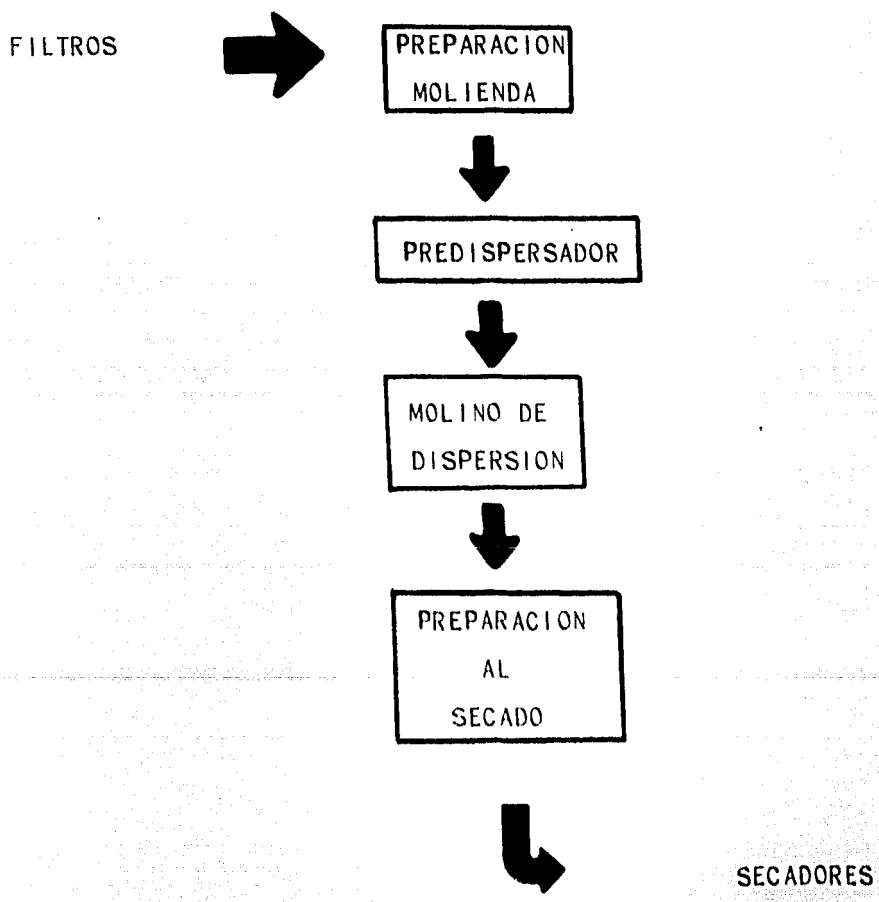 FILTROS
PREPARACION
MOLIENDA
PREDISPERSADOR
MOLINO DE
DISPERSION
PREPARACION
AL
SECADO
SECADORES